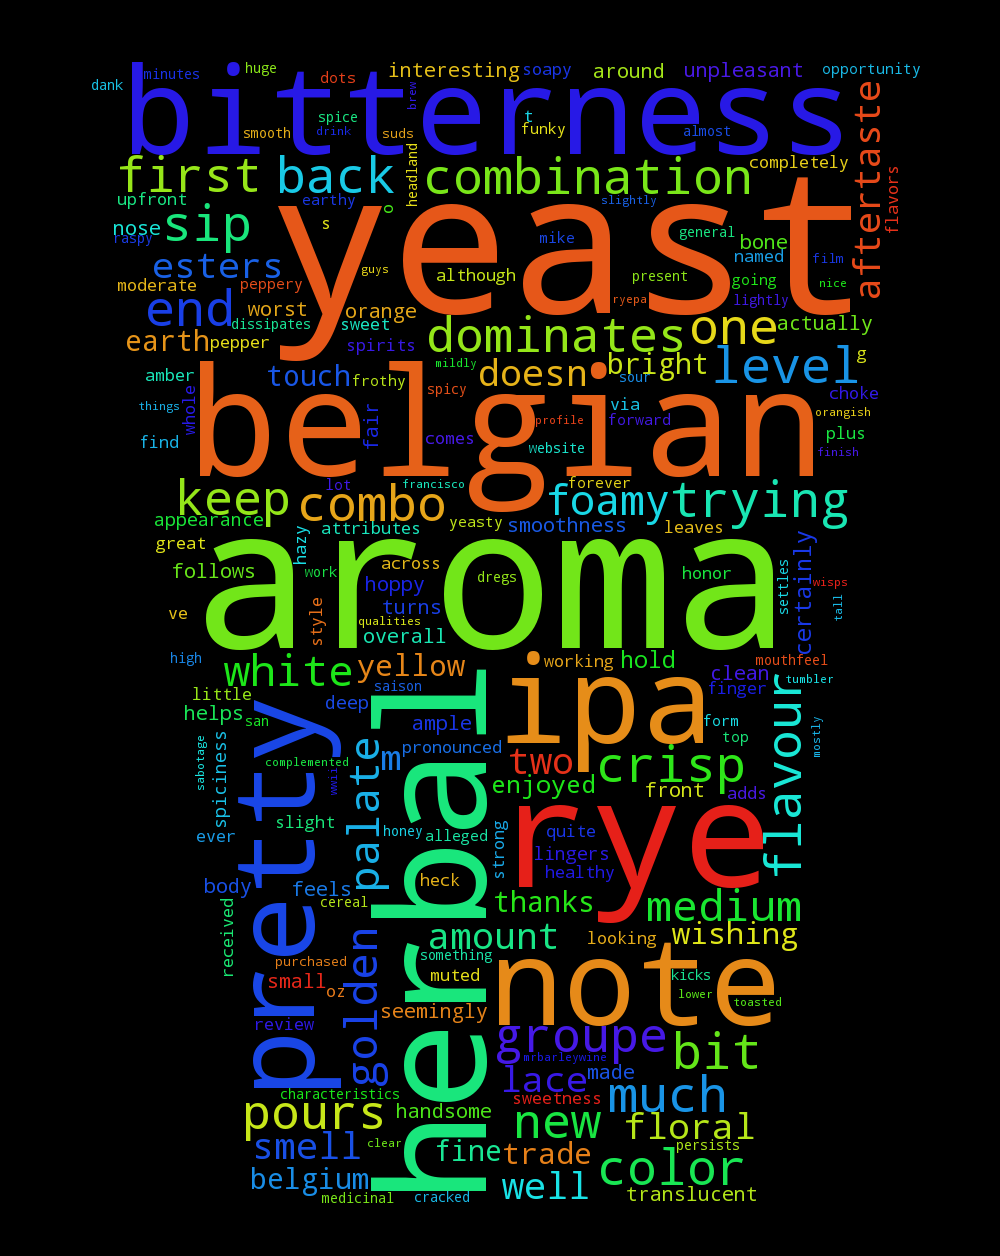 bitterness
huge
interesting
soapy
around
unpleasant
opportunity
dank
minutes
dots
brew
spice
t
smooth
drink
suds
funky
almost
aftertaste
first
back
headland
combination
completely
flavors
upfront
earthy
o
yeast
slightly
nose
sip
s
raspy
mike
general
bone
esters
guys
although
present
named
film
moderate
peppery
going
nice
end
worst
orange
ryepa
lightly
dissipates
sweet
dominates
one
actually
earth
pepper
spirits
mildly
bright
g
amber
touch
frothy
doesn
sour
level
things
whole
belgian
spicy
via
choke
fair
profile
forward
orangish
find
comes
website
plus
finish
keep
lot
francisco
forever
combo
foamy
trying
appearance
attributes
yeasty
smoothness
leaves
great
hazy
aroma
across
certainly
follows
work
hoppy
dregs
honor
settles
wisps
ve
style
turns
qualities
tall
overall
high
white
yellow
ipa
working
hold
mouthfeel
little
saison
clean
tumbler
helps
san
deep
herbal
finger
flavour
pretty
ample
form
mostly
sabotage
spiciness
complemented
palate
m
pronounced
two
crisp
top
wwii
enjoyed
front
adds
slight
honey
alleged
strong
rye
quite
ever
lingers
body
feels
heck
healthy
received
cereal
thanks
medium
golden
amount
looking
wishing
purchased
something
note
small
oz
muted
kicks
lower
toasted
review
seemingly
groupe
bit
mrbarleywine
characteristics
lace
made
pours
handsome
sweetness
much
new
floral
smell
clear
fine
trade
persists
belgium
color
medicinal
cracked
well
translucent